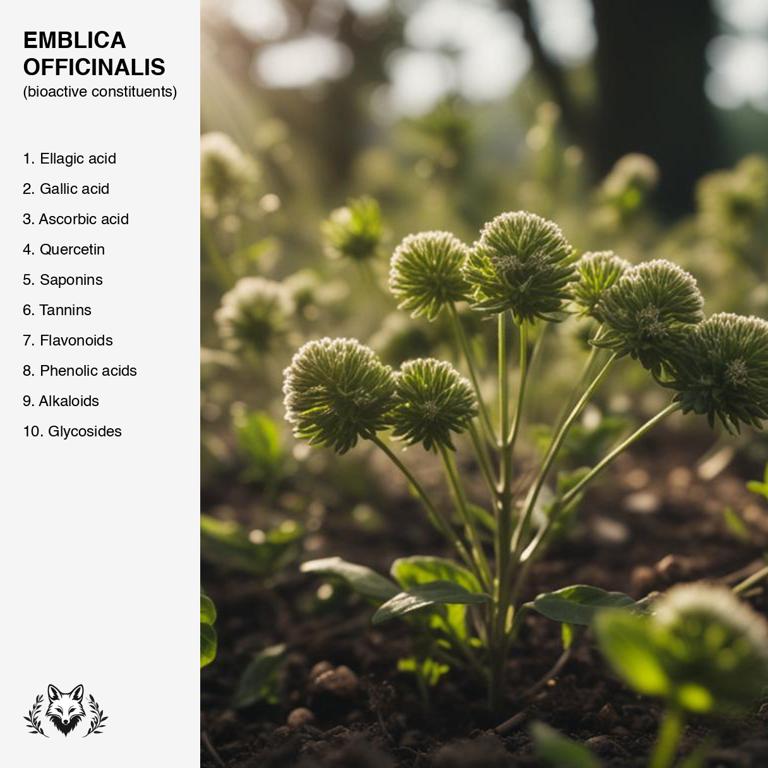 EMBLICA
OFFICINALIS
(bioactive constituents)
1. Ellagic acid
2. Gallic acid
3. Ascorbic acid
4. Quercetin
5. Saponins
6. Tannins
7. Flavonoids
8. Phenolic acids
9. Alkaloids
10. Glycosides